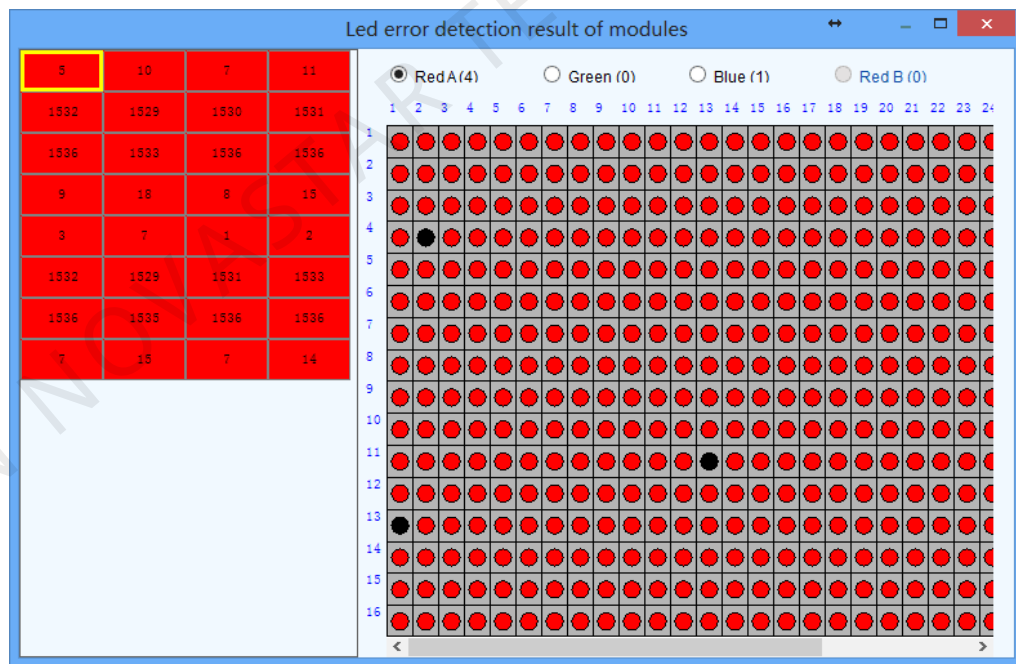 Led error detection result of modules
5 10 7 11
1532 1529 1530 1531
1536 1533 1536 1536
9 18 8 15
3 7 1 2
1532 1529 1531 1533
1536 1535 1536 1536
7 15 7 14
Red A (4) Green (0) Blue (1) Red B (0)
1 2 3 4 5 6 7 8 9 10 11 12 13 14 15 16 17 18 19 20 21 22 23 24
1
2
3
4
5
6
7
8
9
10
11
12
13
14
15
16
NOVASTAR